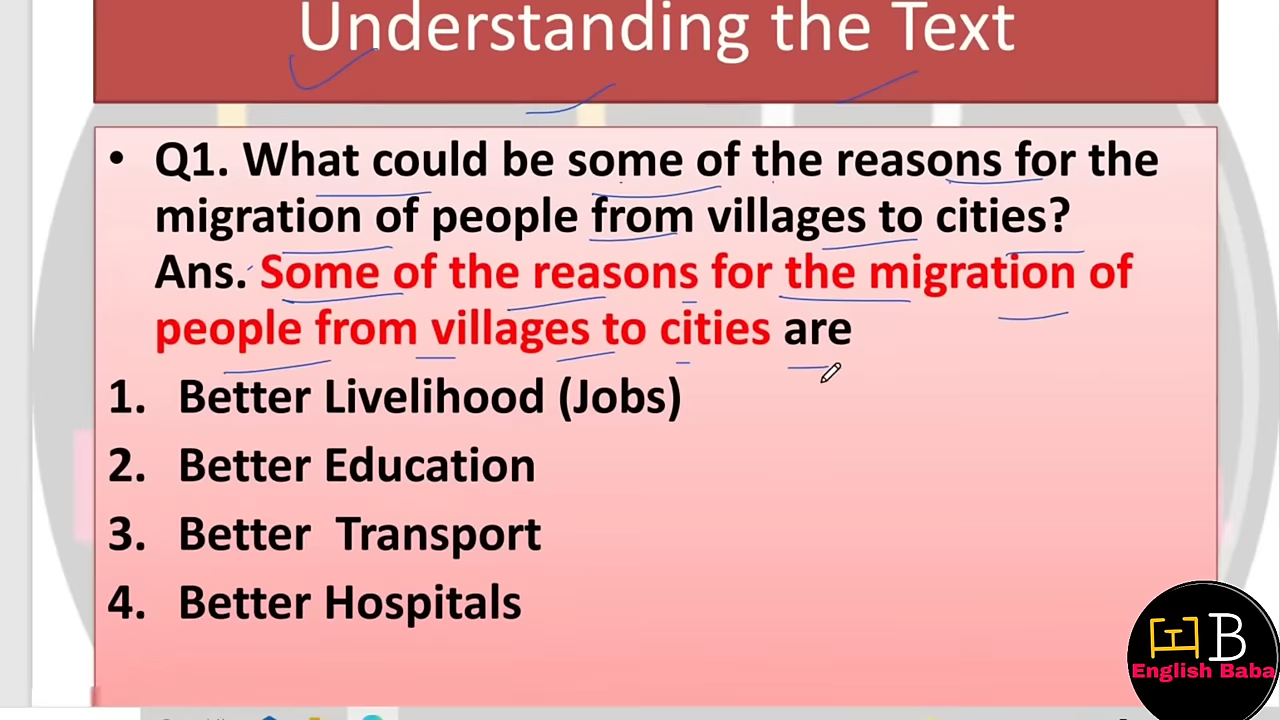 Understanding the Text
• Q1. What could be some of the reasons for the
migration of people from villages to cities?
Ans. Some of the reasons for the migration of
people from villages to cities are
1. Better Livelihood (Jobs)
2. Better Education
3. Better Transport
4. Better Hospitals
B
English Baba